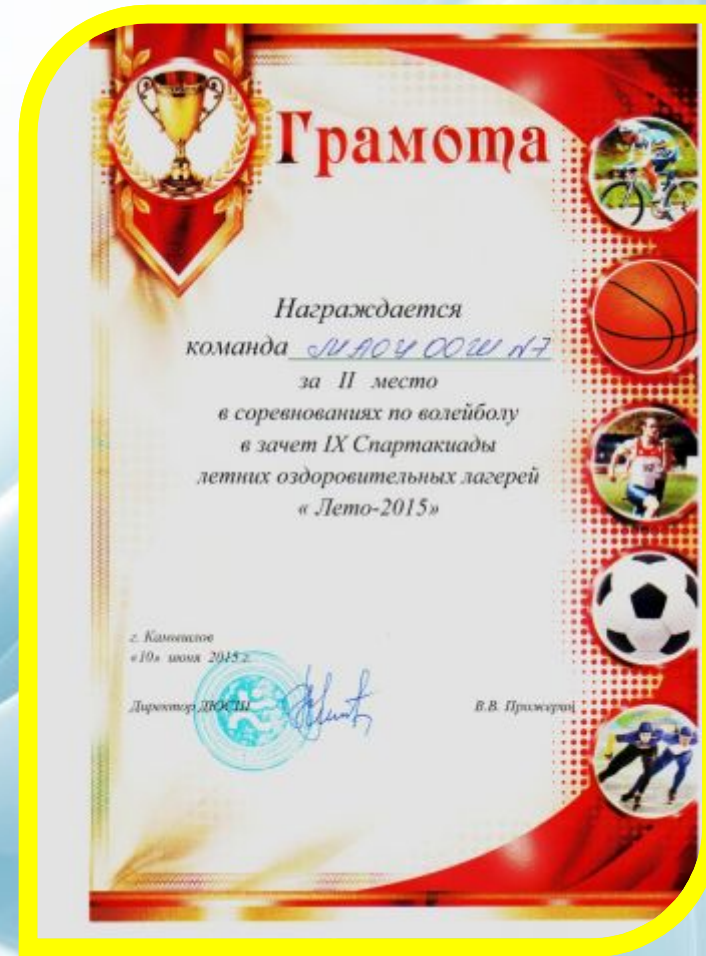 Грамота
Награждается
команда МАОУ ООШ №7
за II место
в соревнованиях по волейболу
в зачет IX Спартакиады
летних оздоровительных лагерей
« Лето-2015»
г. Камышлов
«10» июня 2015 г.
Директор ДЮСШ
В.В.